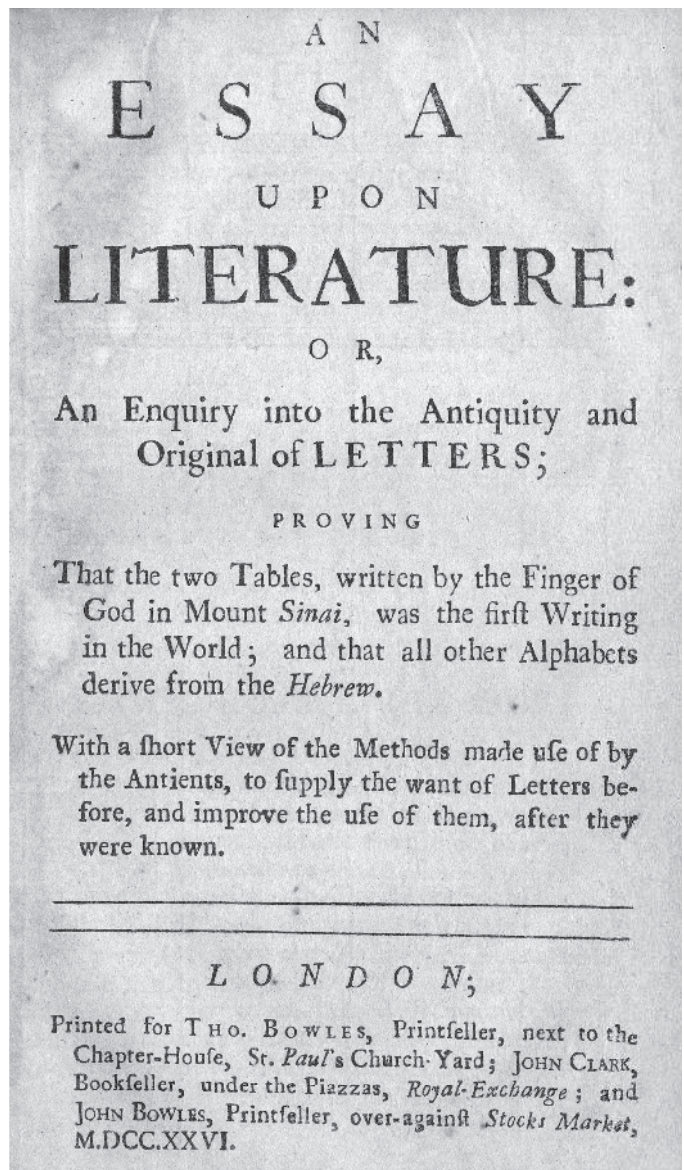 A N
E S S A Y
U P O N
LITERATURE:
O R,
An Enquiry into the Antiquity and
Original of LETTERS;
PROVING
That the two Tables, written by the Finger of
God in Mount Sinai, was the firſt Writing
in the World; and that all other Alphabets
derive from the Hebrew.
With a ſhort View of the Methods made uſe of by
the Antients, to ſupply the want of Letters be-
fore, and improve the uſe of them, after they
were known.
L O N D O N;
Printed for THO. BOWLES, Printſeller, next to the
Chapter-Houſe, St. Paul's Church-Yard; JOHN CLARK,
Bookſeller, under the Piazzas, Royal-Exchange; and
JOHN BOWLES, Printſeller, over-againſt Stocks Market,
M.DCC.XXVI.